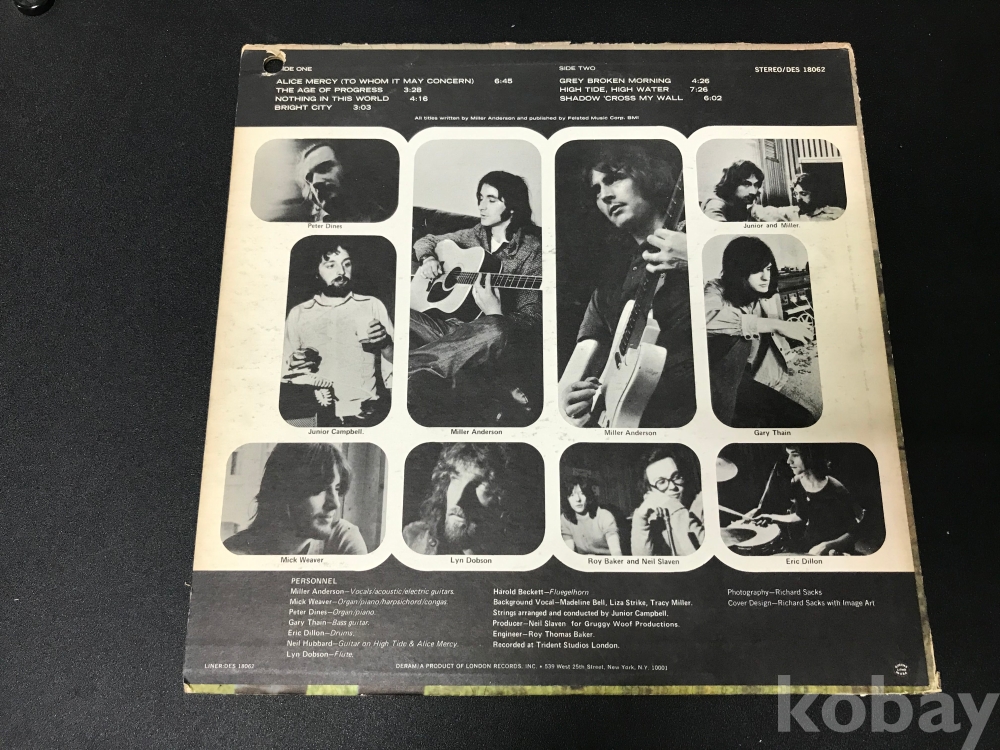 SIDE ONE
ALICE MERCY (TO WHOM IT MAY CONCERN) 6:45
THE AGE OF PROGRESS 3:28
NOTHING IN THIS WORLD 4:16
BRIGHT CITY 3:03
SIDE TWO
GREY BROKEN MORNING 4:26
HIGH TIDE, HIGH WATER 7:26
SHADOW 'CROSS MY WALL 6:02
STEREO/DES 18062
All titles written by Miller Anderson and published by Felsted Music Corp. BMI
Peter Dines
Junior and Miller.
Junior Campbell.
Miller Anderson
Miller Anderson
Gary Thain
Mick Weaver
Lyn Dobson
Roy Baker and Neil Slaven
Eric Dillon
PERSONNEL
Miller Anderson—Vocals/acoustic/electric guitars.
Mick Weaver—Organ/piano/harpsichord/congas.
Peter Dines—Organ/piano.
Gary Thain—Bass guitar.
Eric Dillon—Drums.
Neil Hubbard—Guitar on High Tide & Alice Mercy.
Lyn Dobson—Flute.
Harold Beckett—Fluegelhorn
Background Vocal—Madeline Bell, Liza Strike, Tracy Miller.
Strings arranged and conducted by Junior Campbell.
Producer—Neil Slaven for Gruggy Woof Productions.
Engineer—Roy Thomas Baker.
Recorded at Trident Studios London.
Photography—Richard Sacks
Cover Design—Richard Sacks with Image Art
LINER/DES 18062
DERAM/A PRODUCT OF LONDON RECORDS, INC. • 539 West 25th Street, New York, N.Y. 10001
kobay